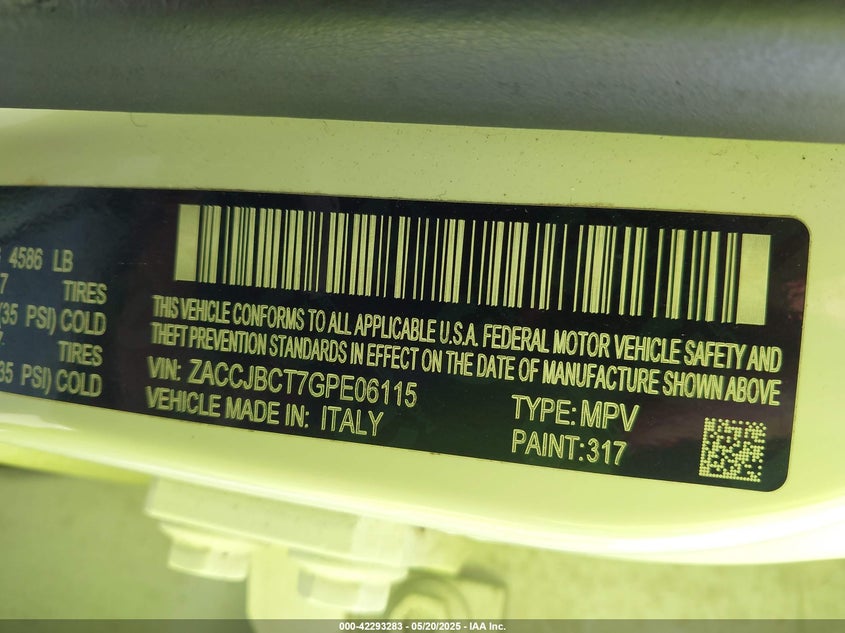 4586 LB
7 TIRES
(35 PSI) COLD
TIRES
35 PSI) COLD
THIS VEHICLE CONFORMS TO ALL APPLICABLE U.S.A. FEDERAL MOTOR VEHICLE SAFETY AND
THEFT PREVENTION STANDARDS IN EFFECT ON THE DATE OF MANUFACTURE SHOWN ABOVE
VIN: ZACCJBCT7GPE06115 TYPE: MPV
VEHICLE MADE IN: ITALY PAINT: 317
000-42293283 - 05/20/2025 - IAA Inc.